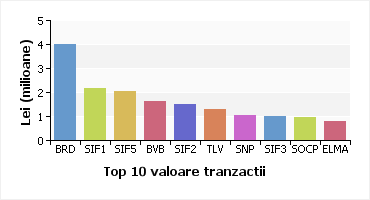 Lei (milioane)
5
4
3
2
1
0
BRD SIF1 SIF5 BVB SIF2 TLV SNP SIF3 SOCP ELMA
Top 10 valoare tranzactii